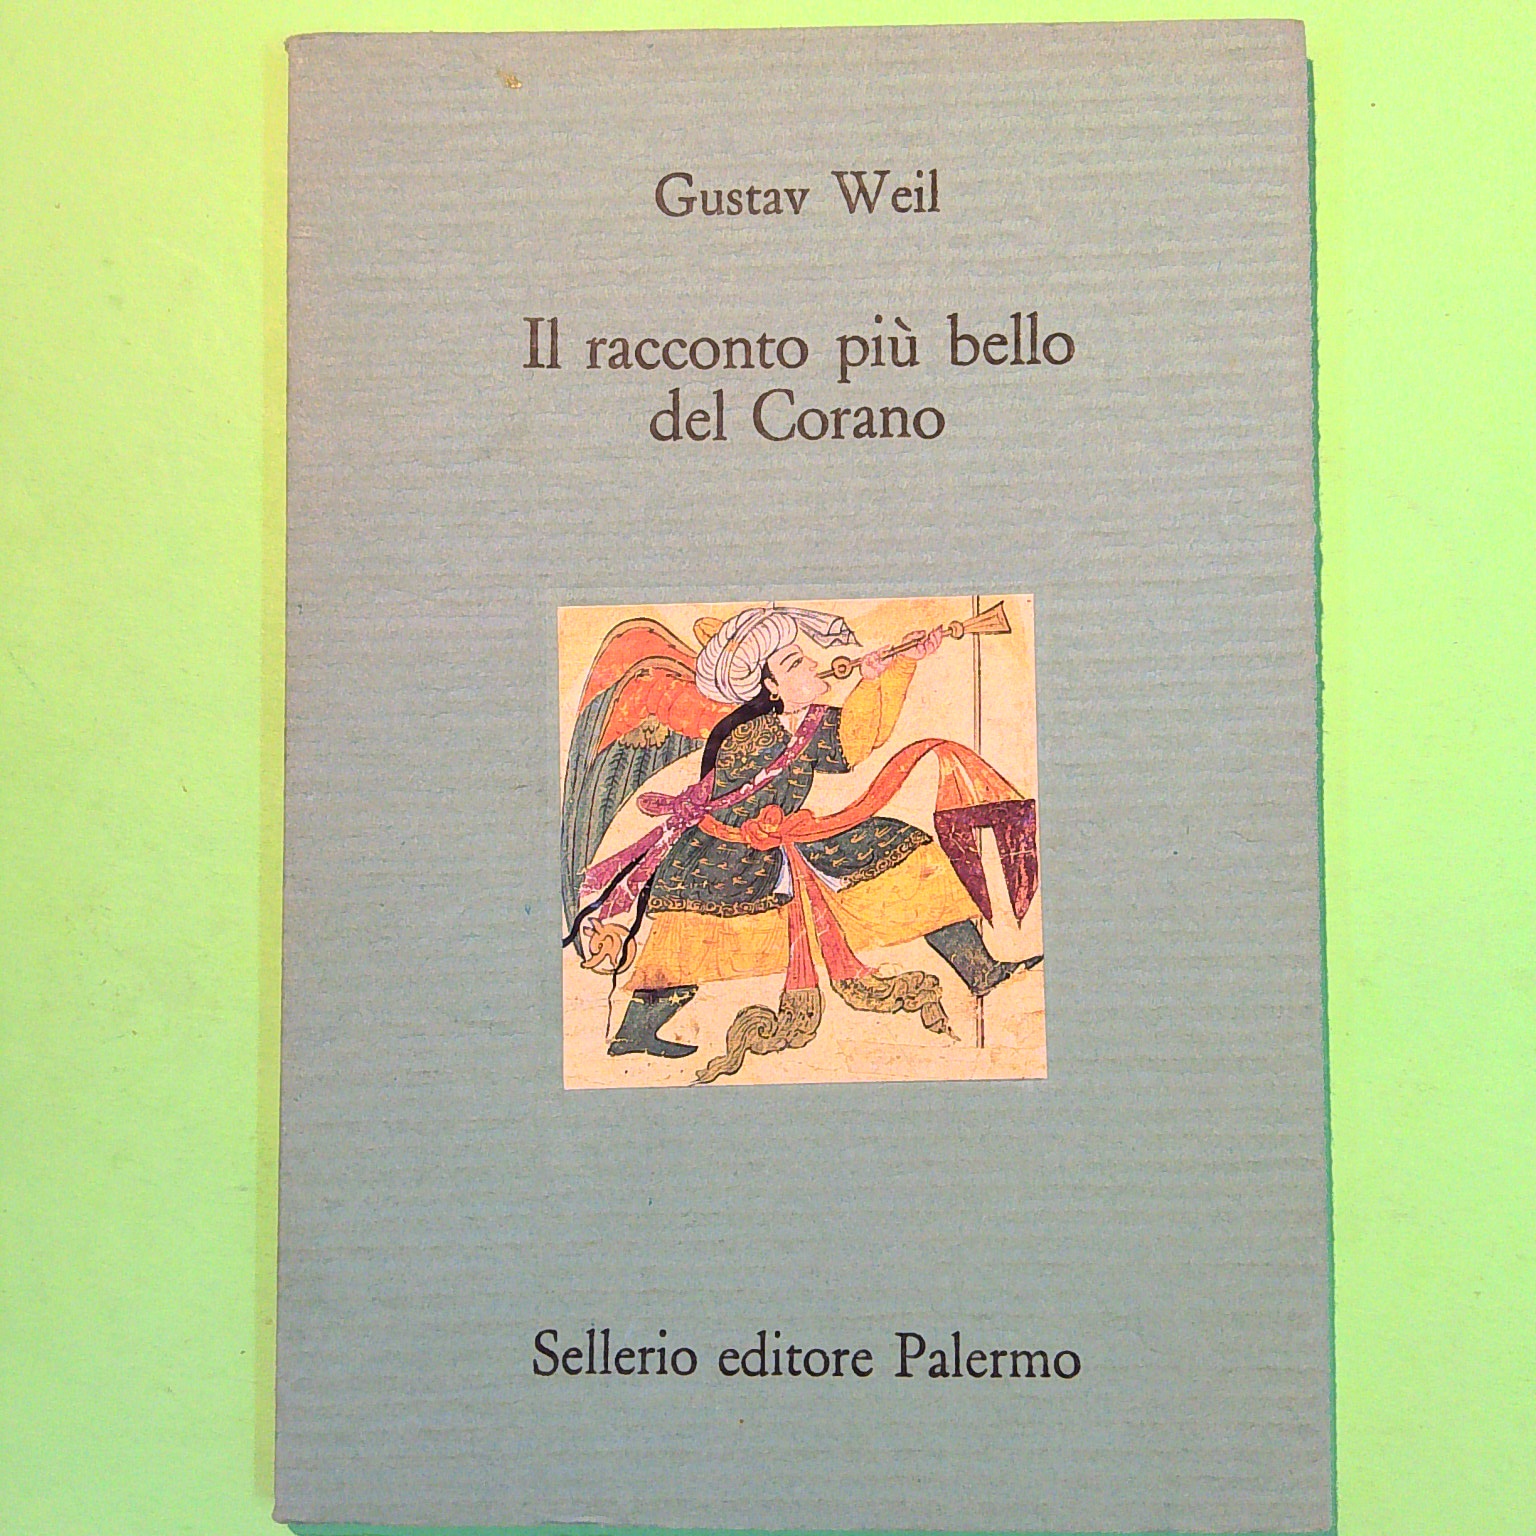 Gustav Weil
Il racconto più bello
del Corano
Sellerio editore Palermo